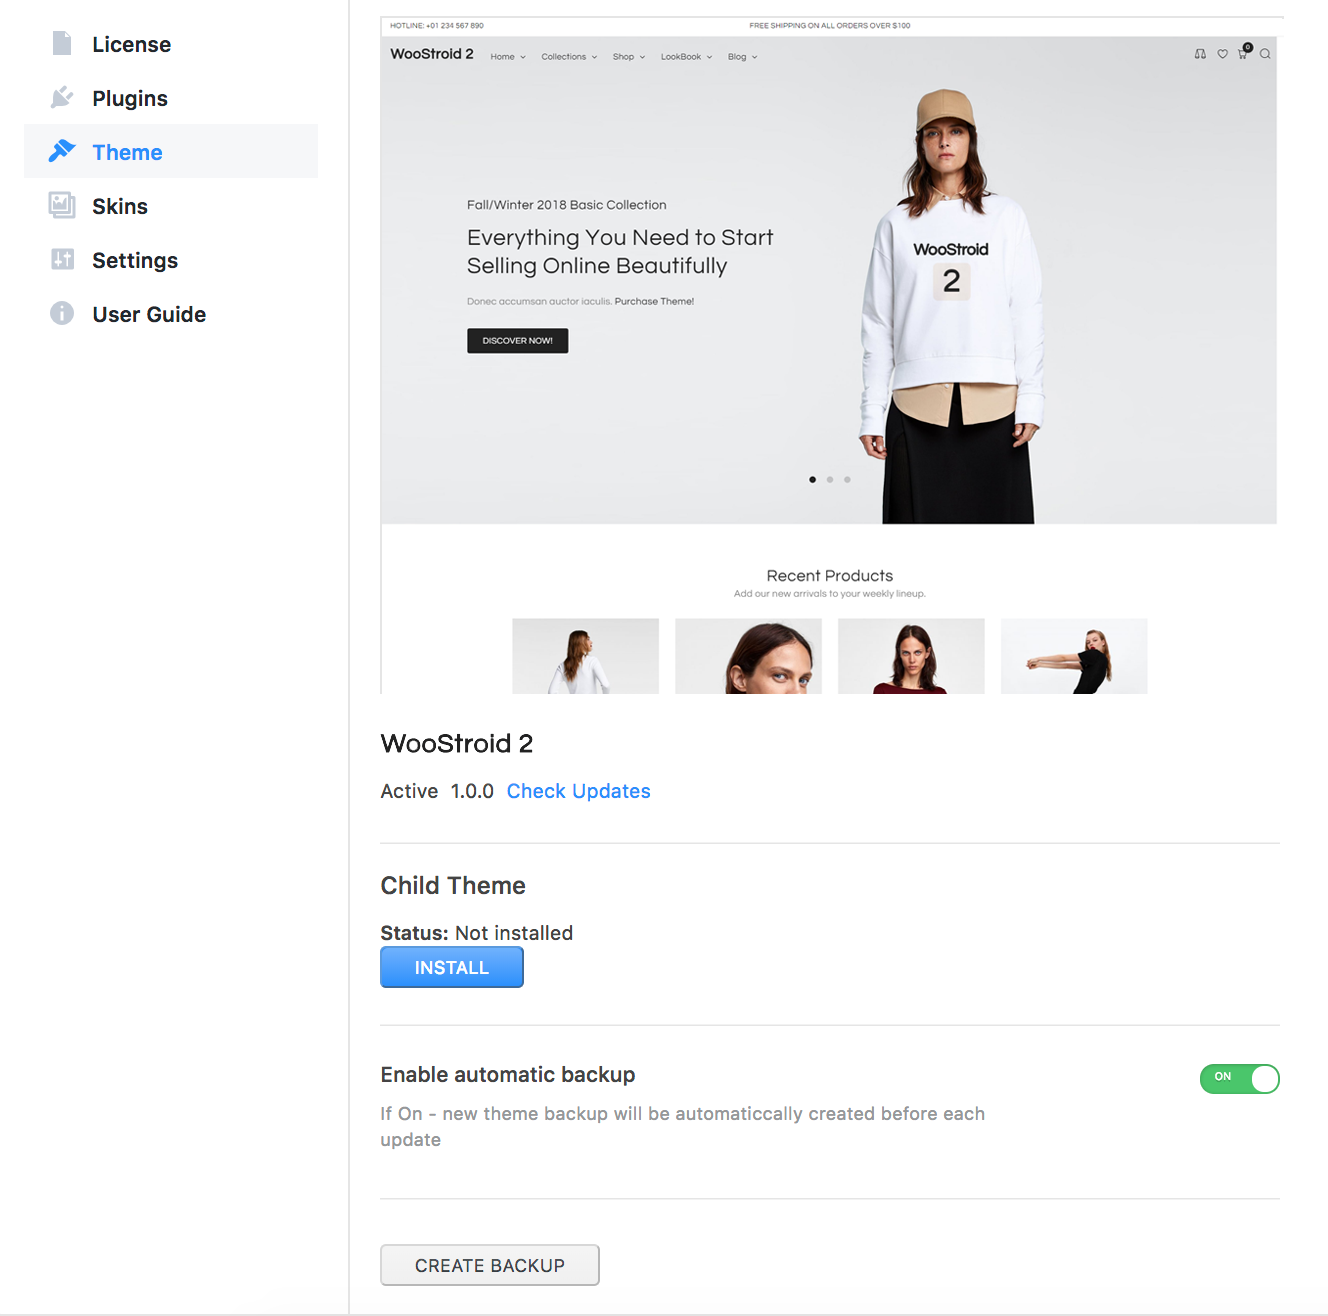 License
Plugins
Theme
Skins
Settings
User Guide
HOTLINE: +01 234 567 890
FREE SHIPPING ON ALL ORDERS OVER $100
WooStroid 2
Home
Collections
Shop
LookBook
Blog
0
Fall/Winter 2018 Basic Collection
Everything You Need to Start
Selling Online Beautifully
Donec accumsan auctor iaculis. Purchase Theme!
DISCOVER NOW!
WooStroid
2
Recent Products
Add our new arrivals to your weekly lineup.
WooStroid 2
Active 1.0.0 Check Updates
Child Theme
Status: Not installed
INSTALL
Enable automatic backup
ON
If On - new theme backup will be automaticcally created before each
update
CREATE BACKUP